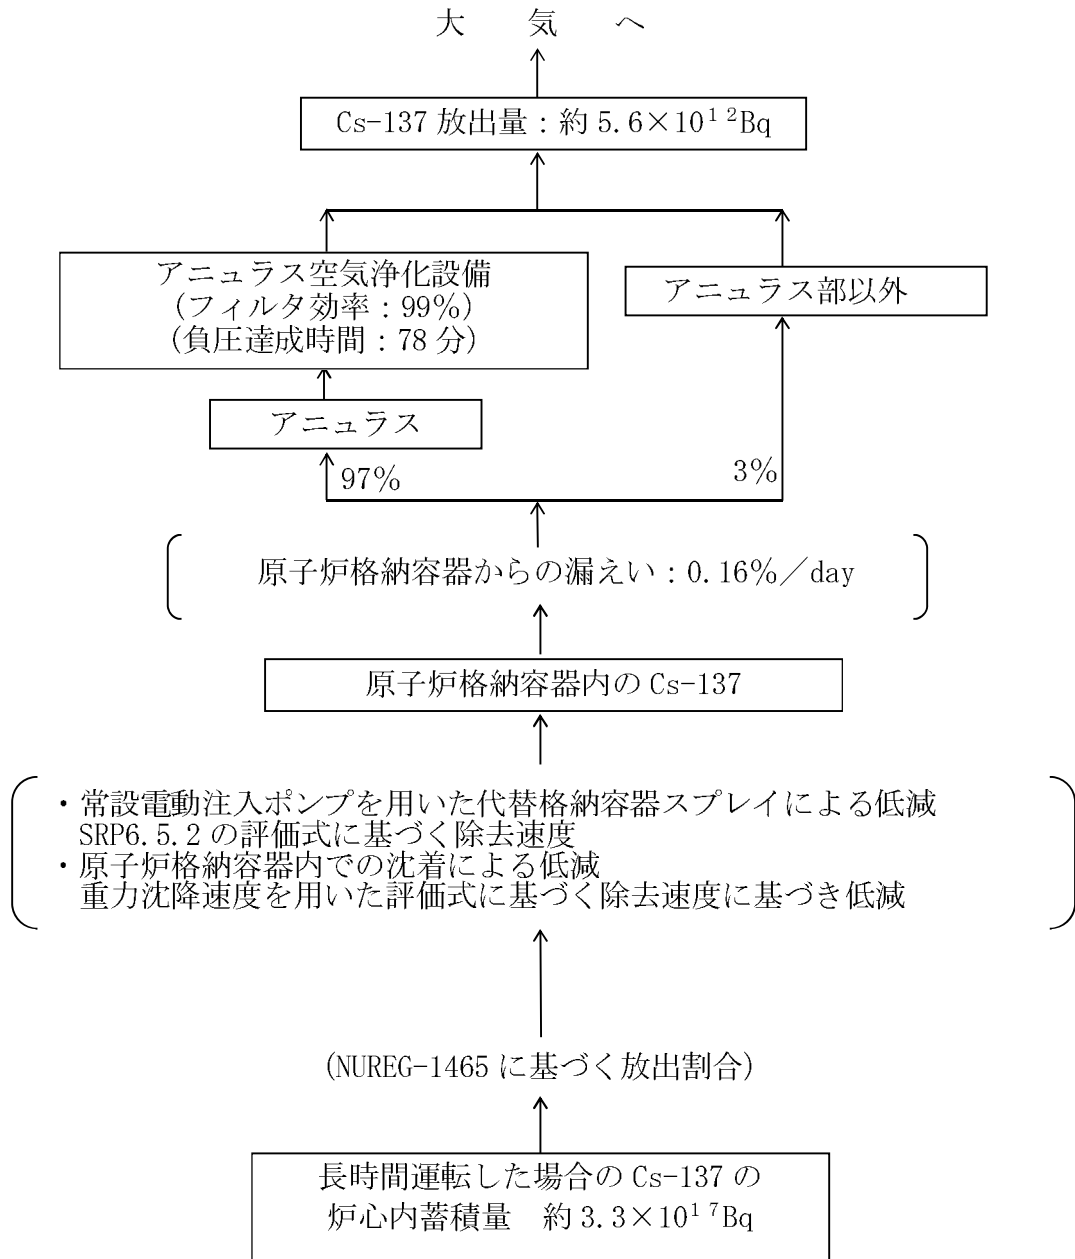 大 気 へ
Cs-137 放出量：約 5.6×10¹²Bq
アニュラス空気浄化設備
(フィルタ効率：99%)
(負圧達成時間：78 分)
アニュラス部以外
アニュラス
97%
3%
原子炉格納容器からの漏えい：0.16%／day
原子炉格納容器内の Cs-137
・常設電動注入ポンプを用いた代替格納容器スプレイによる低減
SRP6.5.2 の評価式に基づく除去速度
・原子炉格納容器内での沈着による低減
重力沈降速度を用いた評価式に基づく除去速度に基づき低減
(NUREG-1465 に基づく放出割合)
長時間運転した場合の Cs-137 の
炉心内蓄積量 約 3.3×10¹⁷Bq